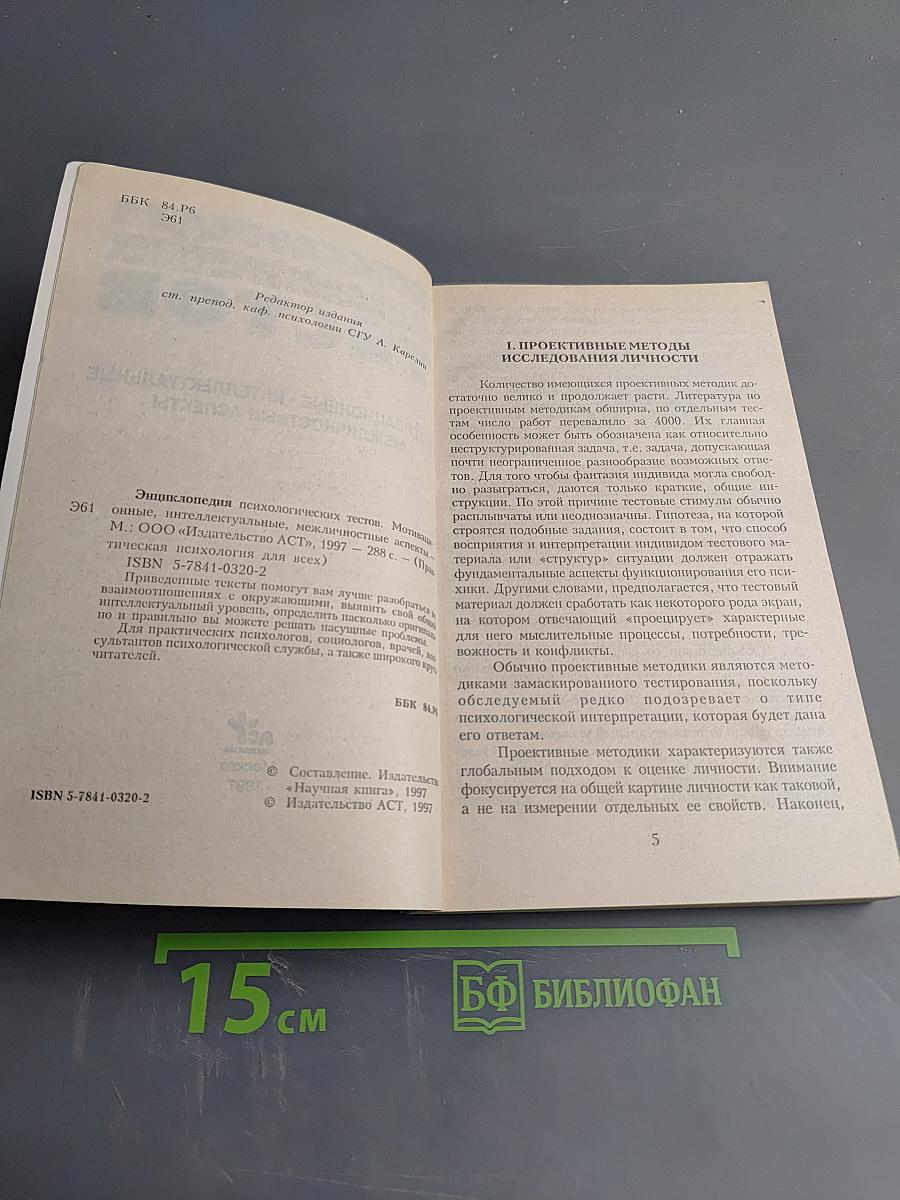 ББК 84.Р6
Э61
Редактор издания
ст. препод. каф. психологии СГУ А. Карелин
Энциклопедия психологических тестов. Мотиваци-
Э61 онные, интеллектуальные, межличностные аспекты. –
М.: ООО «Издательство АСТ», 1997 – 288 с. – (Прак-
тическая психология для всех)
ISBN 5-7841-0320-2
Приведенные тексты помогут вам лучше разобраться в
взаимоотношениях с окружающими, выявить свой общий
интеллектуальный уровень, определить насколько оригиналь-
но и правильно вы можете решать насущные проблемы.
Для практических психологов, социологов, врачей, кон-
сультантов психологической службы, а также широкого круга
читателей.
ББК 84.Р6
© Составление. Издательство
«Научная книга», 1997
© Издательство АСТ, 1997
ISBN 5-7841-0320-2
I. ПРОЕКТИВНЫЕ МЕТОДЫ
ИССЛЕДОВАНИЯ ЛИЧНОСТИ
Количество имеющихся проективных методик до-
статочно велико и продолжает расти. Литература по
проективным методикам обширна, по отдельным тес-
там число работ перевалило за 4000. Их главная
особенность может быть обозначена как относительно
неструктурированная задача, т.е. задача, допускающая
почти неограниченное разнообразие возможных отве-
тов. Для того чтобы фантазия индивида могла свобод-
но разыграться, даются только краткие, общие ин-
струкции. По этой причине тестовые стимулы обычно
расплывчаты или неоднозначны. Гипотеза, на которой
строятся подобные задания, состоит в том, что способ
восприятия и интерпретации индивидом тестового ма-
териала или «структур» ситуации должен отражать
фундаментальные аспекты функционирования его пси-
хики. Другими словами, предполагается, что тестовый
материал должен сработать как некоторого рода экран,
на котором отвечающий «проецирует» характерные
для него мыслительные процессы, потребности, тре-
вожность и конфликты.
Обычно проективные методики являются мето-
диками замаскированного тестирования, поскольку
обследуемый редко подозревает о типе
психологической интерпретации, которая будет дана
его ответам.
Проективные методики характеризуются также
глобальным подходом к оценке личности. Внимание
фокусируется на общей картине личности как таковой,
а не на измерении отдельных ее свойств. Наконец,
5
15 см
БФ БИБЛИОФАН